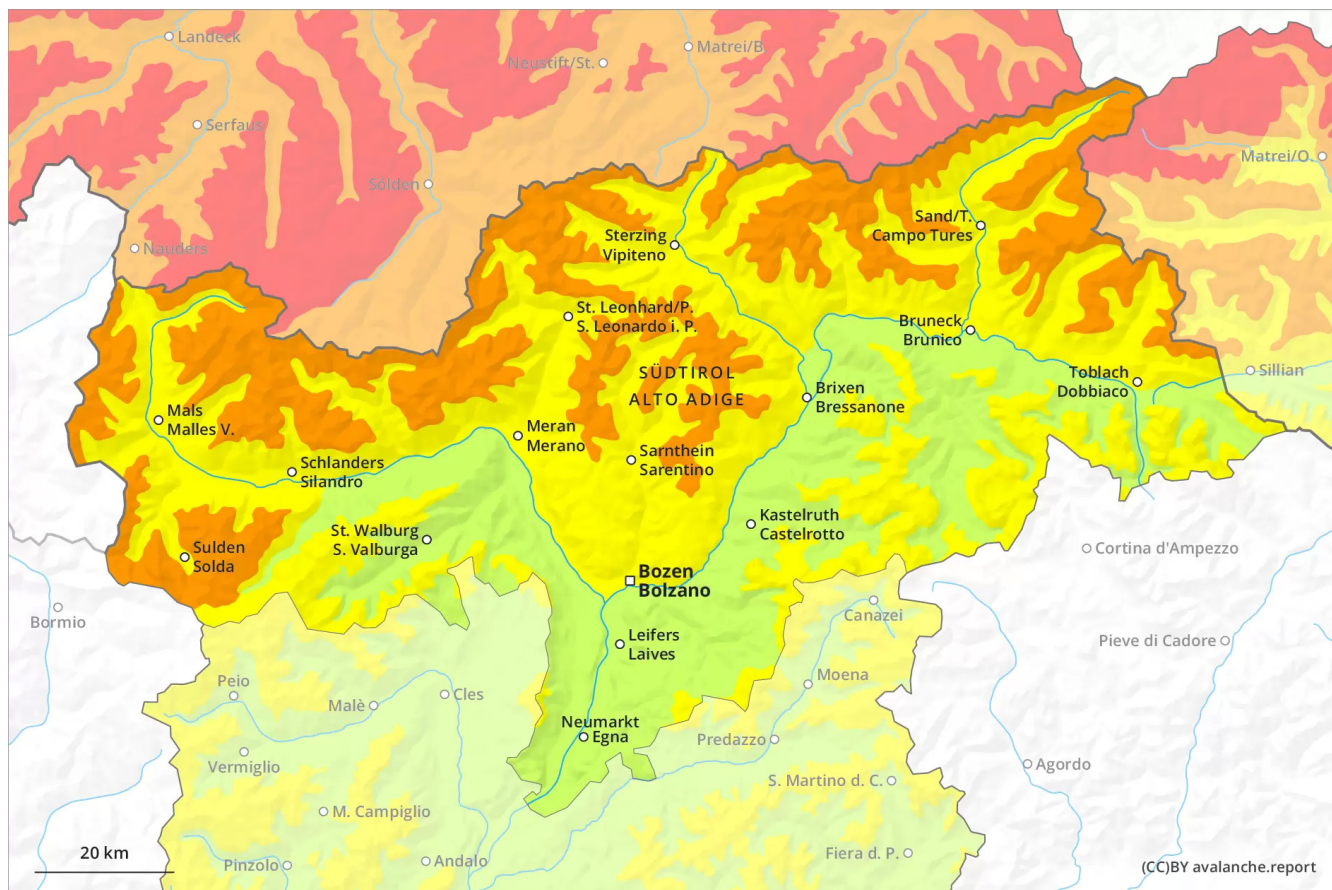 Landeck
Matrei/B
Neustift/St.
Serfaus
Matrei/O.
Sölden
Sand/T.
Campo Tures
Nauders
Sterzing
Vipiteno
St. Leonhard/P.
S. Leonardo i. P.
Bruneck
Brunico
SÜDTIROL
ALTO ADIGE
Toblach
Dobbiaco
Sillian
Brixen
Bressanone
Mals
Malles V.
Meran
Merano
Sarnthein
Sarentino
Schlanders
Silandro
Kastelruth
Castelrotto
St. Walburg
S. Valburga
Sulden
Solda
Cortina d'Ampezzo
Bozen
Bolzano
Bormio
Canazei
Leifers
Laives
Pieve di Cadore
Moena
Peio
Malè
Cles
Neumarkt
Egna
Predazzo
Vermiglio
Agordo
S. Martino d. C.
M. Campiglio
20 km
Pinzolo
Andalo
Fiera d. P.
(CC)BY avalanche.report